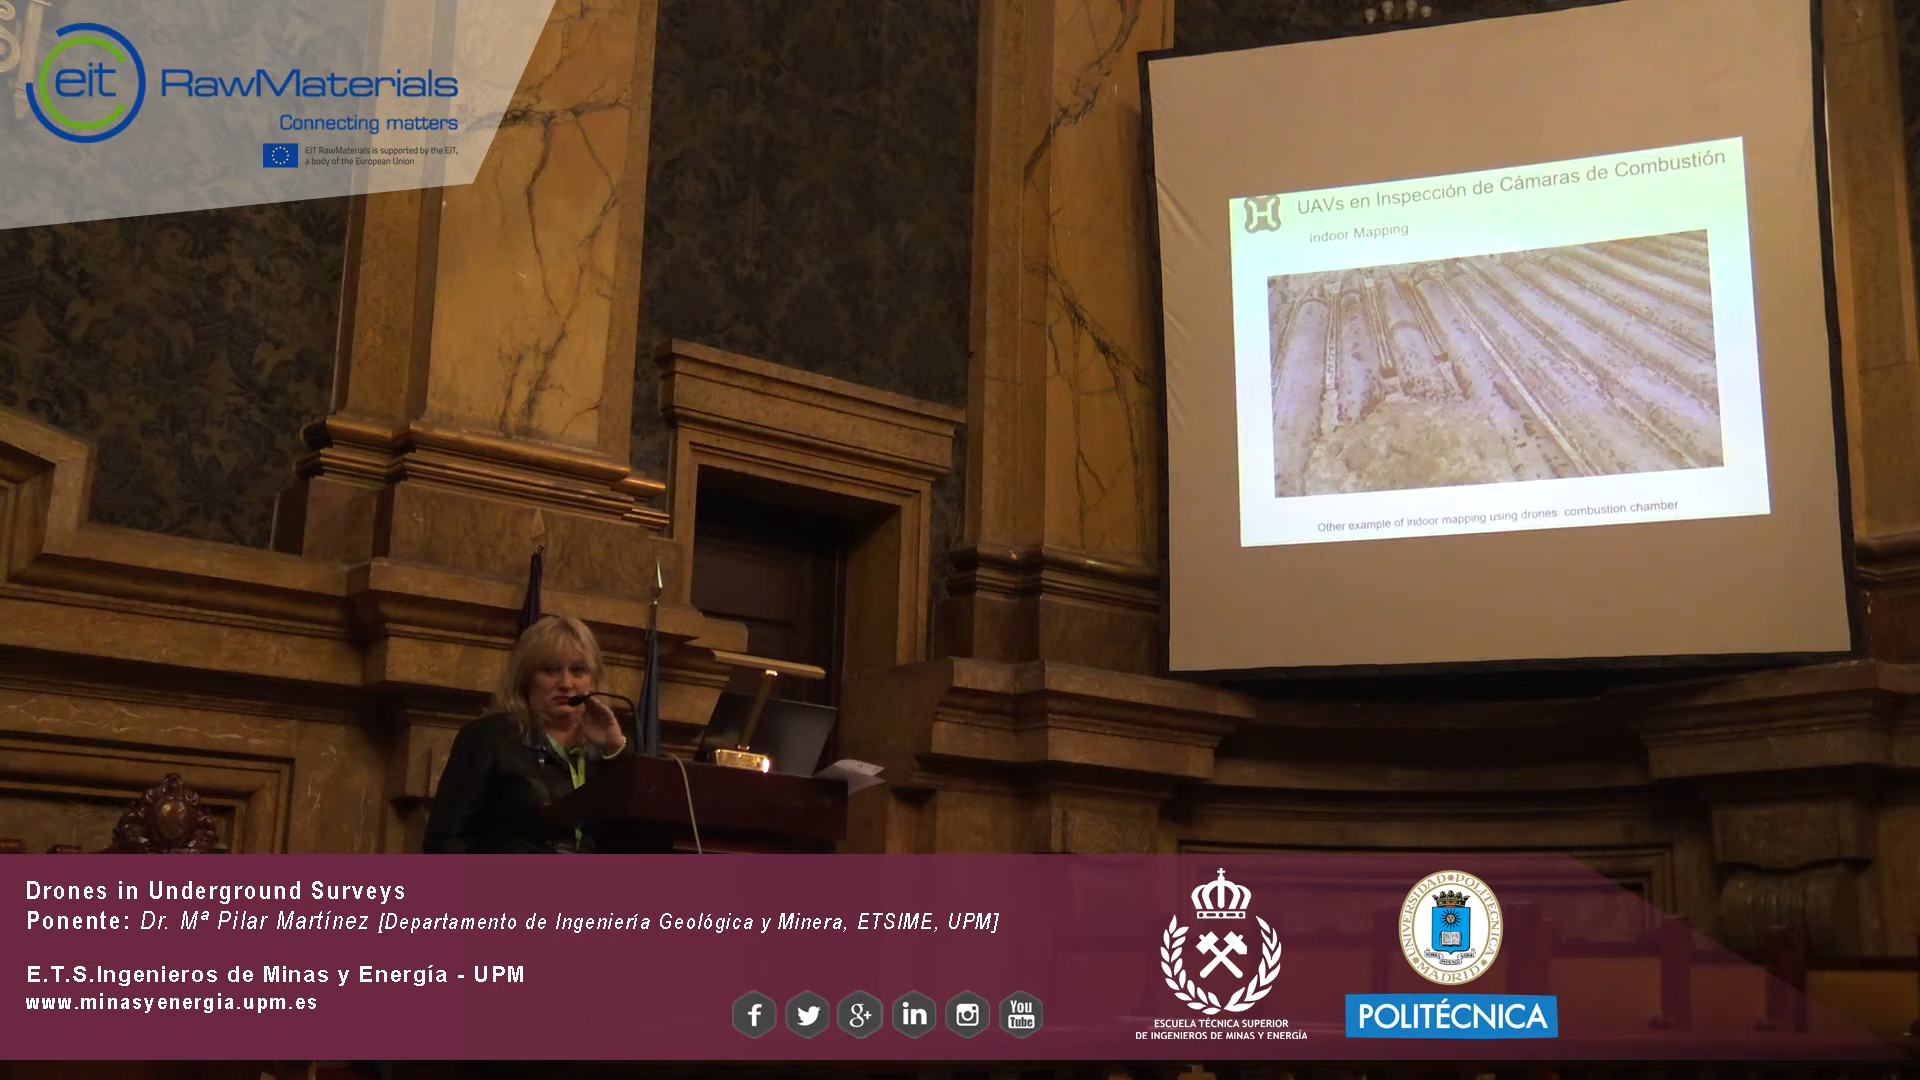 eit RawMaterials
Connecting matters
EIT RawMaterials is supported by the EIT,
a body of the European Union
UAVs en Inspección de Cámaras de Combustión
Indoor Mapping
Other example of indoor mapping using drones combustion chamber
Drones in Underground Surveys
Ponente: Dr. Mª Pilar Martínez [Departamento de Ingeniería Geológica y Minera, ETSIME, UPM]
E.T.S.Ingenieros de Minas y Energía - UPM
www.minasyenergia.upm.es
f
g+
in
You
Tube
ESCUELA TÉCNICA SUPERIOR
DE INGENIEROS DE MINAS Y ENERGÍA
UNIVERSIDAD POLITÉCNICA
MADRID
POLITÉCNICA